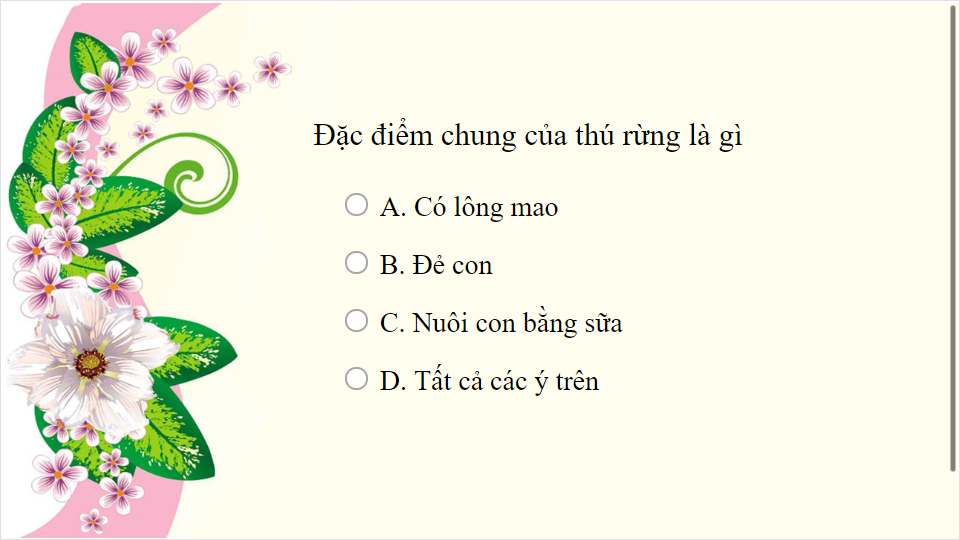 Đặc điểm chung của thú rừng là gì
A. Có lông mao
B. Đẻ con
C. Nuôi con bằng sữa
D. Tất cả các ý trên